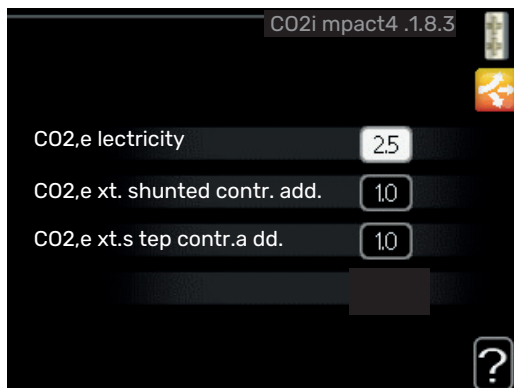 CO2i mpact4 .1.8.3
CO2,e lectricity 2.5
CO2,e xt. shunted contr. add. 1.0
CO2,e xt.s tep contr.a dd. 1.0
?